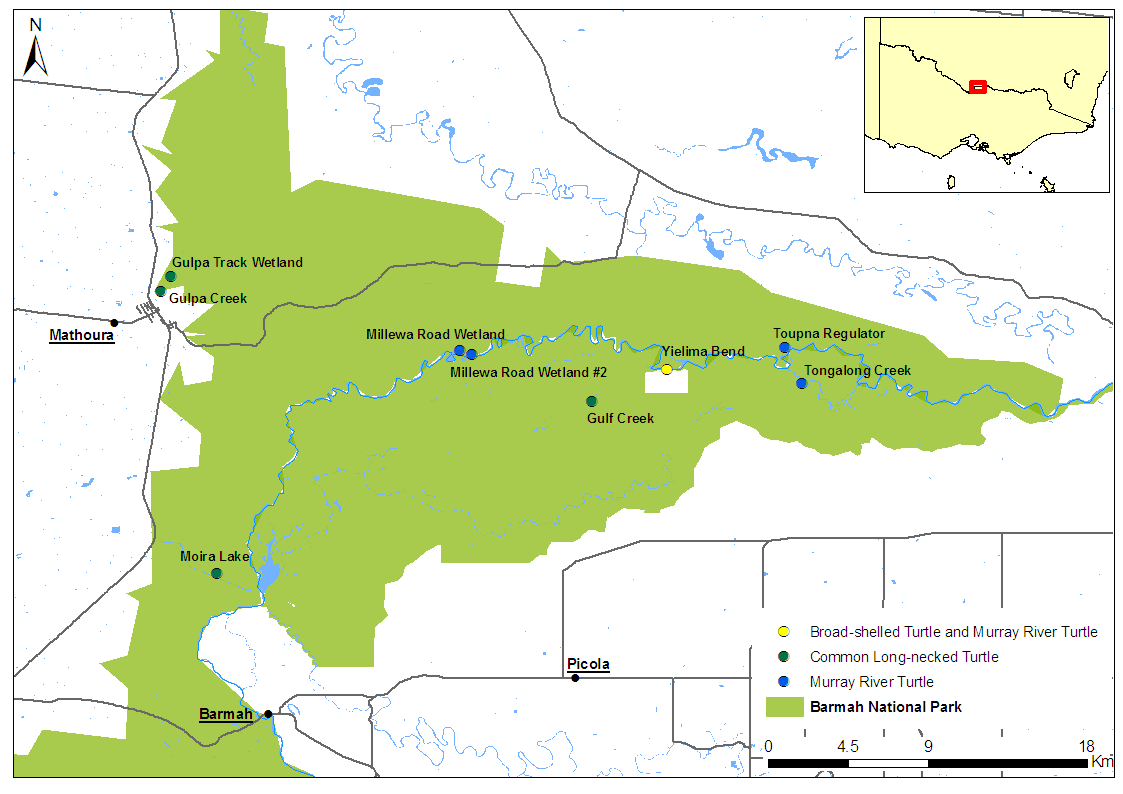 N
Gulpa Track Wetland
Gulpa Creek
Mathoura
Millewa Road Wetland
Millewa Road Wetland #2
Yielima Bend
Toupna Regulator
Tongalong Creek
Gulf Creek
Moira Lake
Picola
Barmah
Broad-shelled Turtle and Murray River Turtle
Common Long-necked Turtle
Murray River Turtle
Barmah National Park
0 4.5 9 18
Km